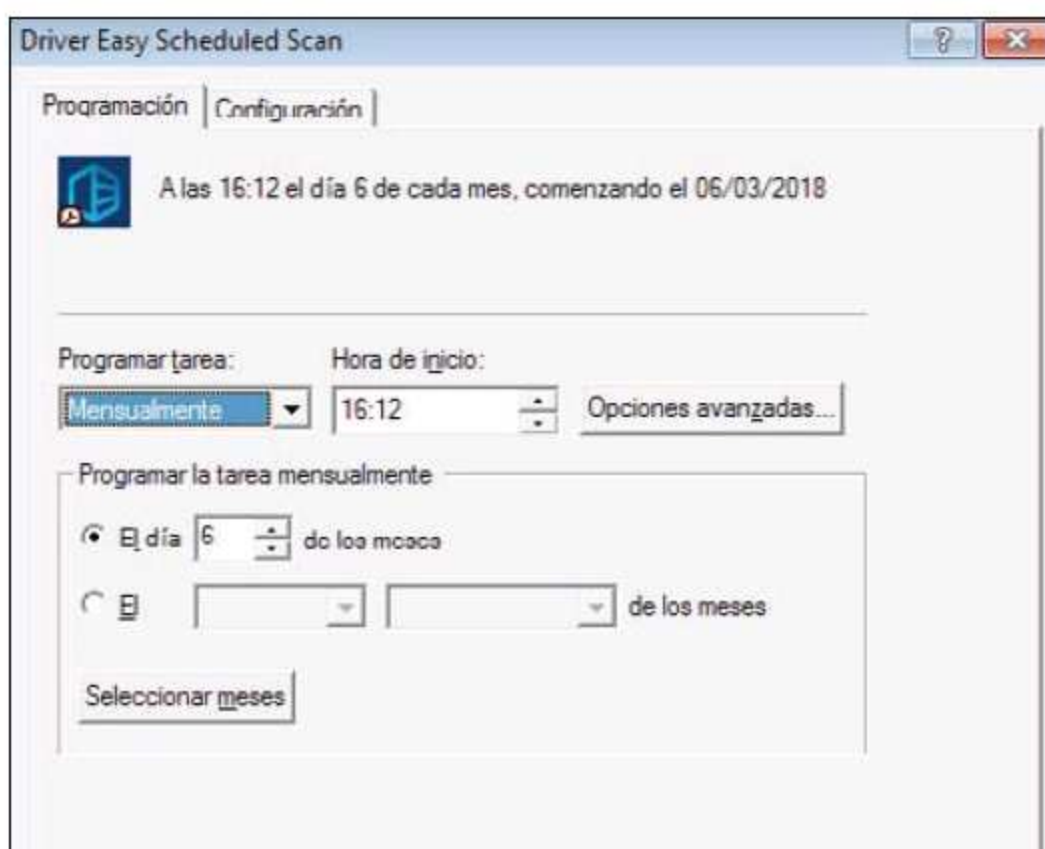 Driver Easy Scheduled Scan
Programación Configuración
A las 16:12 el día 6 de cada mes, comenzando el 06/03/2018
Programar tarea: Hora de inicio:
Mensualmente 16:12 Opciones avanzadas...
Programar la tarea mensualmente
El día 6 de los meses
El de los meses
Seleccionar meses